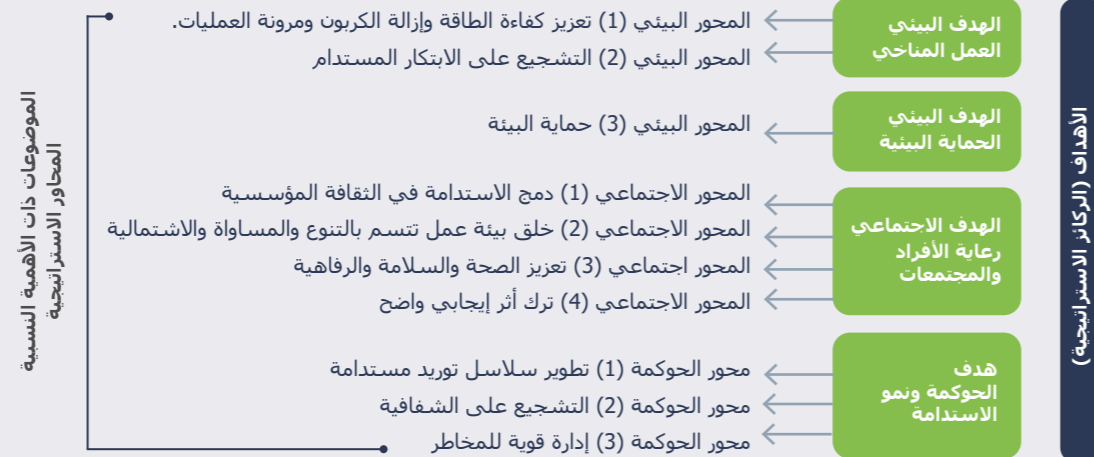 الأهداف (الركائز الاستراتيجية)
الهدف البيئي
العمل المناخي
المحور البيئي (1) تعزيز كفاءة الطاقة وإزالة الكربون ومرونة العمليات.
المحور البيئي (2) التشجيع على الابتكار المستدام
الهدف البيئي
الحماية البيئية
المحور البيئي (3) حماية البيئة
الهدف الاجتماعي
رعاية الأفراد
والمجتمعات
المحور الاجتماعي (1) دمج الاستدامة في الثقافة المؤسسية
المحور الاجتماعي (2) خلق بيئة عمل تتسم بالتنوع والمساواة والاشتمالية
المحور اجتماعي (3) تعزيز الصحة والسلامة والرفاهية
المحور الاجتماعي (4) ترك أثر إيجابي واضح
هدف
الحوكمة ونمو
الاستدامة
محور الحوكمة (1) تطوير سلاسل توريد مستدامة
محور الحوكمة (2) التشجيع على الشفافية
محور الحوكمة (3) إدارة قوية للمخاطر
الموضوعات ذات الأهمية النسبية
المحاور الاستراتيجية